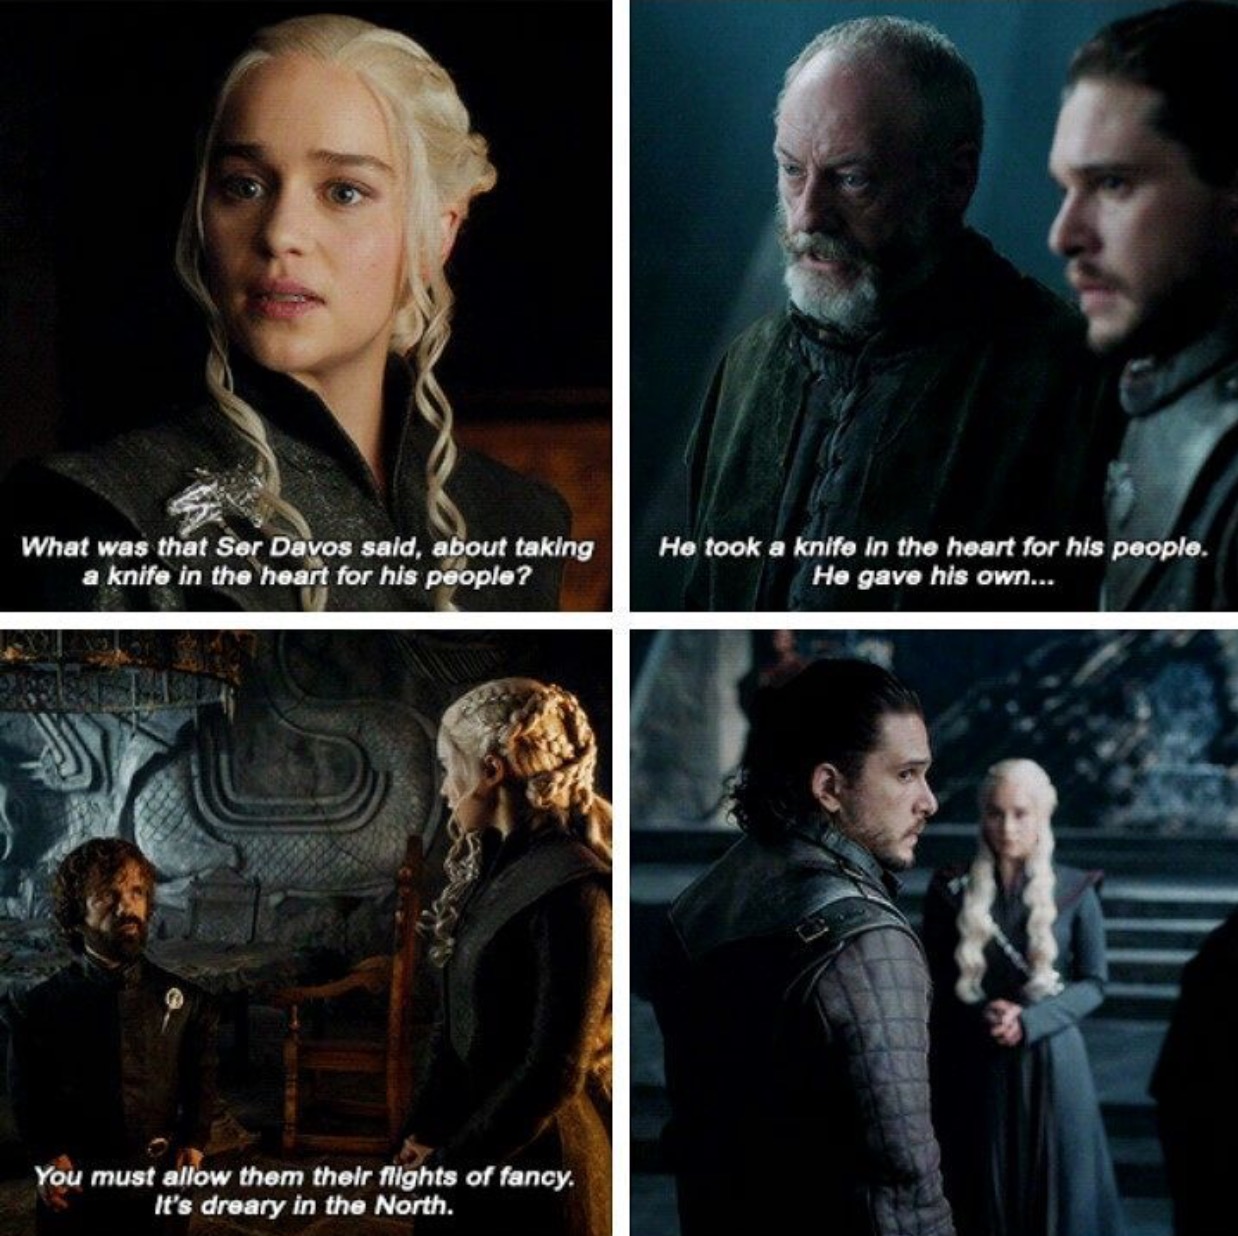 What was that Ser Davos said, about taking
a knife in the heart for his people?
He took a knife in the heart for his people.
He gave his own...
You must allow them their flights of fancy.
It's dreary in the North.